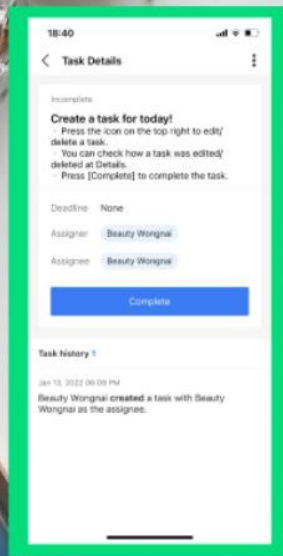 18:40
Task Details
Incomplete
Create a task for today!
- Press the icon on the top right to edit/
delete a task.
- You can check how a task was edited/
deleted at Details.
- Press [Complete] to complete the task.
Deadline None
Assigner Beauty Wongnai
Assignee Beauty Wongnai
Complete
Task history 1
Jan 13, 2022 06:09 PM
Beauty Wongnai created a task with Beauty
Wongnai as the assignee.